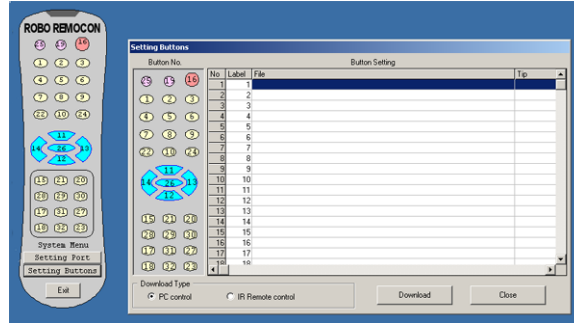 ROBO REMOCON
25 19 16
1 2 3
4 5 6
7 8 9
22 10 24
11
14 26 13
12
15 21 20
28 29 30
17 31 27
18 32 23
System Menu
Setting Port
Setting Buttons
Exit
Setting Buttons
Button No.
Button Setting
25 19 16
1 2 3
4 5 6
7 8 9
22 10 24
11
14 26 13
12
15 21 20
28 29 30
17 31 27
18 32 23
No Label File Tip
1 1
2 2
3 3
4 4
5 5
6 6
7 7
8 8
9 9
10 10
11 11
12 12
13 13
14 14
15 15
16 16
17 17
18 18
Download Type
PC control
IR Remote control
Download
Close